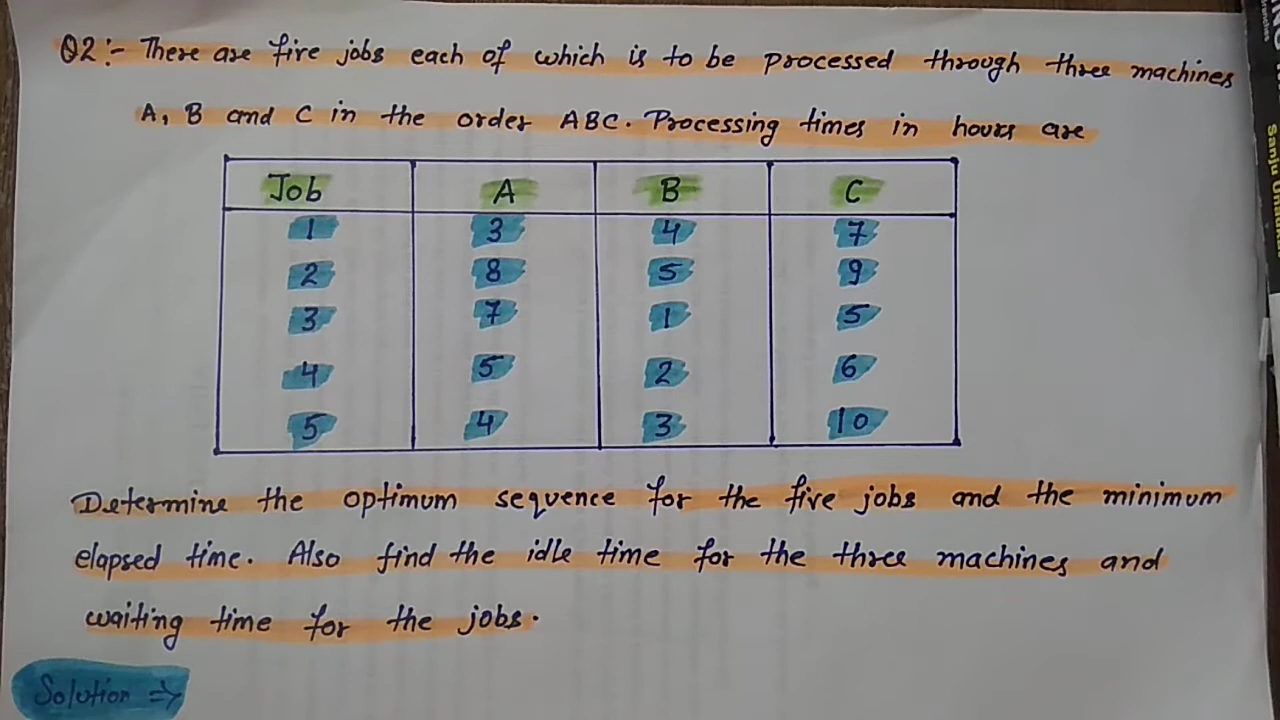 Q2:- There are five jobs each of which is to be processed through three machines
A, B and C in the order ABC. Processing times in hours are
Job A B C
1 3 4 7
2 8 5 9
3 7 1 5
4 5 2 6
5 4 3 10
Determine the optimum sequence for the five jobs and the minimum
elapsed time. Also find the idle time for the three machines and
waiting time for the jobs.
Solution ⇒